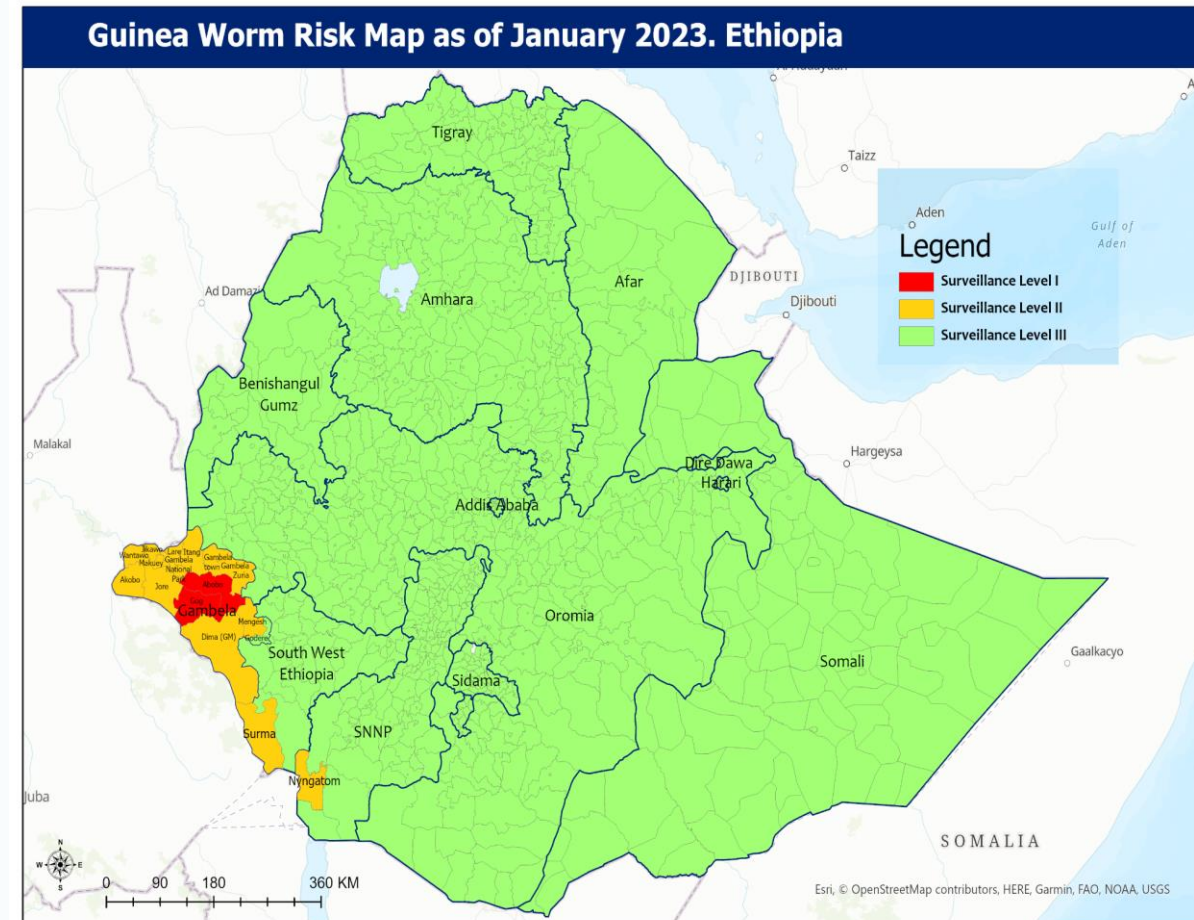 Guinea Worm Risk Map as of January 2023. Ethiopia
Taizz
Aden
Gulf of
Aden
Legend
Surveillance Level I
Surveillance Level II
Surveillance Level III
DJIBOUTI
Djibouti
Tigray
Afar
Amhara
Ad Damazi
Benishangul
Gumz
Malakal
Hargeysa
Dire Dawa
Harari
Addis Ababa
Wantawo
Jikawo
Makuey
Lare
Itang
Gambela
National
Park
Gambela
town
Gambela
Zuria
Akobo
Jore
Abobo
Gambela
Mengesh
Godere
Dima (GM)
South West
Ethiopia
Oromia
Sidama
Somali
Gaalkacyo
SNNP
Surma
Nyngatom
Juba
SOMALIA
N
W
E
S
0 90 180 360 KM
Esri, © OpenStreetMap contributors, HERE, Garmin, FAO, NOAA, USGS